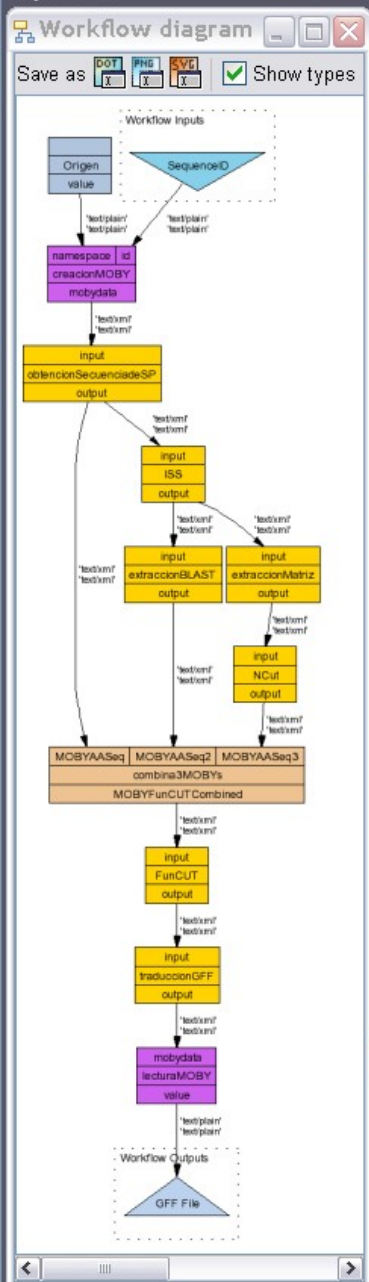 Workflow diagram
Save as DOT PNG SVG Show types
Workflow Inputs
Origen
value
SequenceID
'text/plain'
'text/plain'
'text/plain'
'text/plain'
namespace id
creacionMOBY
mobydata
'text/xml'
'text/xml'
input
obtencionSecuenciadeSP
output
'text/xml'
'text/xml'
input
ISS
output
'text/xml'
'text/xml'
'text/xml'
'text/xml'
'text/xml'
'text/xml'
input
extraccionBLAST
output
input
extraccionMatriz
output
'text/xml'
'text/xml'
'text/xml'
'text/xml'
input
NCut
output
'text/xml'
'text/xml'
MOBYAASeq MOBYAASeq2 MOBYAASeq3
combina3MOBYs
MOBYFunCUTCombined
'text/xml'
'text/xml'
input
FunCUT
output
'text/xml'
'text/xml'
input
traduccionGFF
output
'text/xml'
'text/xml'
mobydata
lecturaMOBY
value
'text/plain'
'text/plain'
Workflow Outputs
GFF File